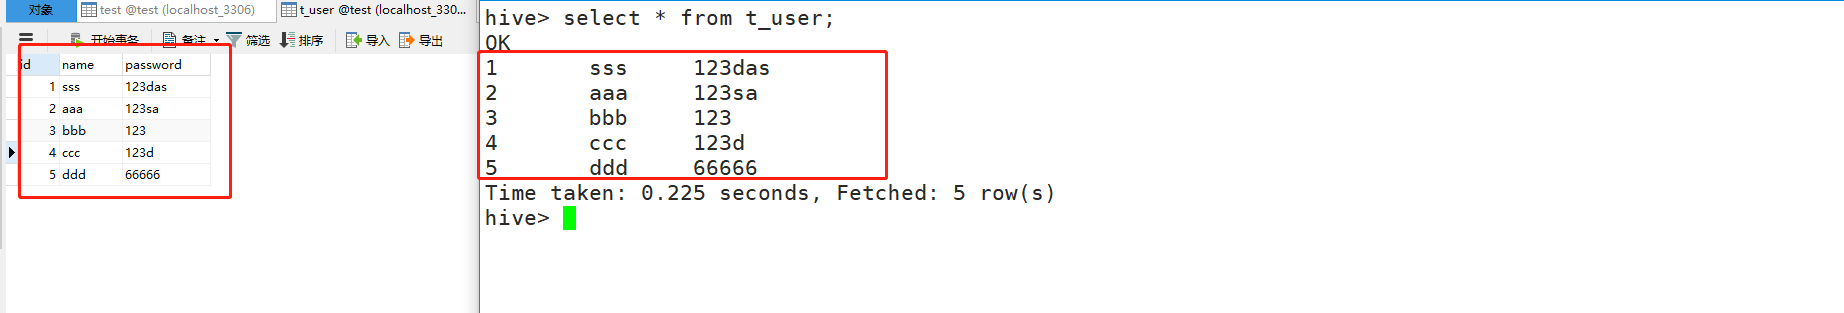 对象 test @test (localhost_3306) t_user @test (localhost_330...
开始事务 备注 筛选 排序 导入 导出
id name password
1 sss 123das
2 aaa 123sa
3 bbb 123
4 ccc 123d
5 ddd 66666
hive> select * from t_user;
OK
1 sss 123das
2 aaa 123sa
3 bbb 123
4 ccc 123d
5 ddd 66666
Time taken: 0.225 seconds, Fetched: 5 row(s)
hive>